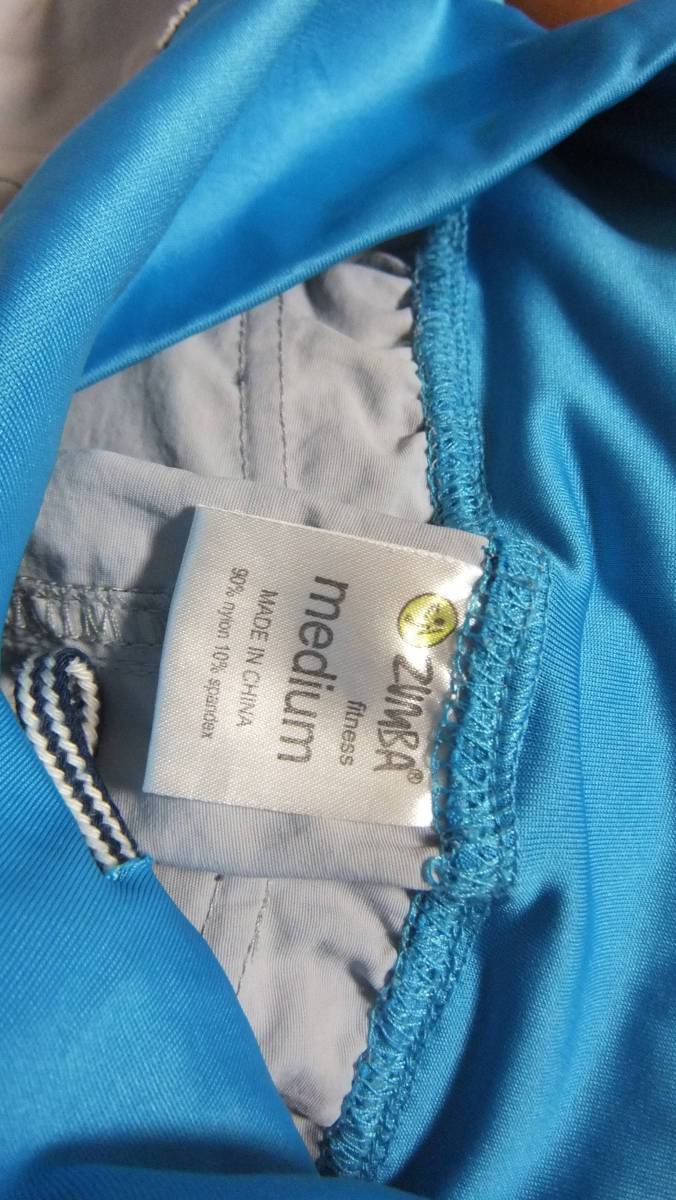 ZUMBA®
fitness
medium
MADE IN CHINA
90% nylon 10% spandex